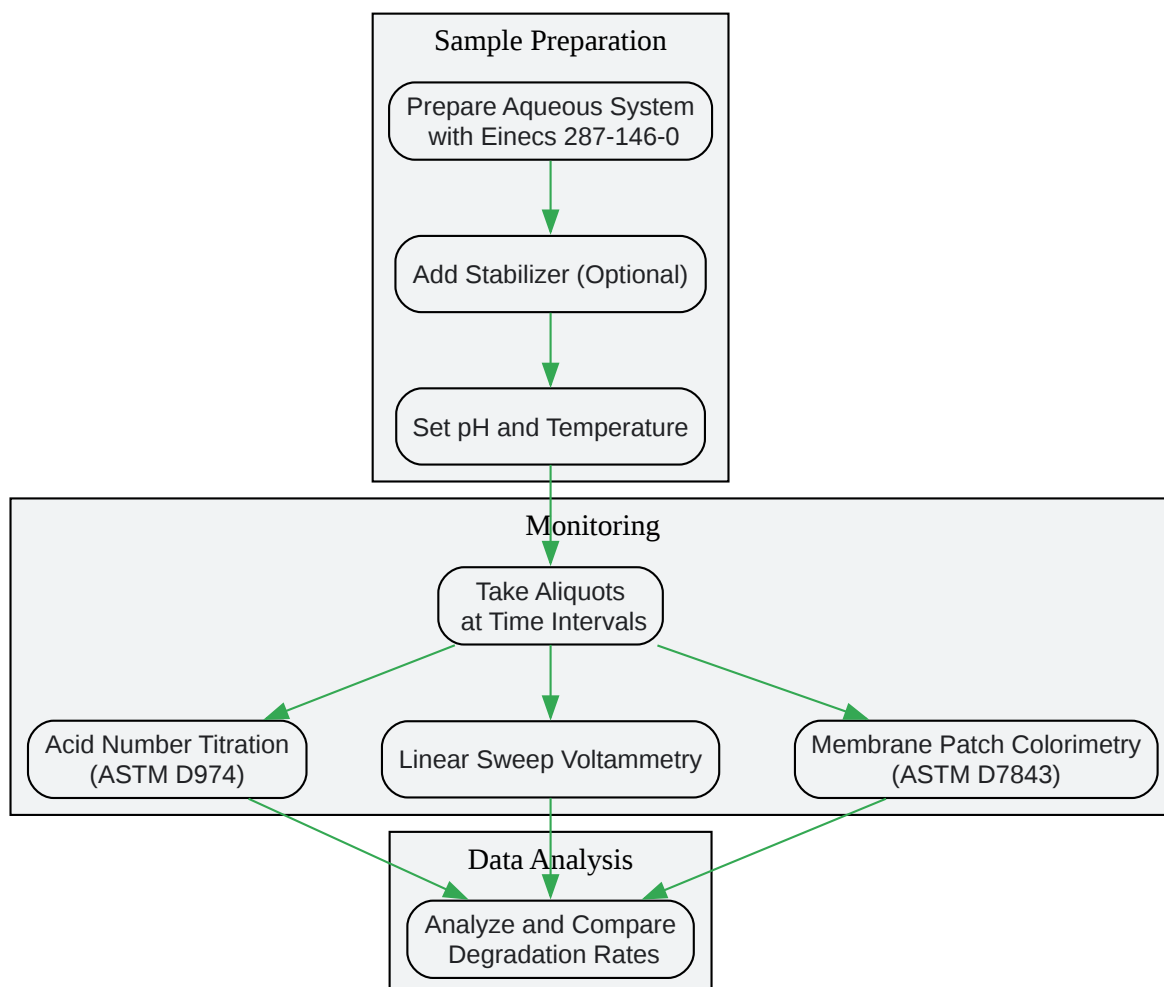 Sample Preparation
Prepare Aqueous System
with Einecs 287-146-0
Add Stabilizer (Optional)
Set pH and Temperature
Monitoring
Take Aliquots
at Time Intervals
Acid Number Titration
(ASTM D974)
Linear Sweep Voltammetry
Membrane Patch Colorimetry
(ASTM D7843)
Data Analysis
Analyze and Compare
Degradation Rates